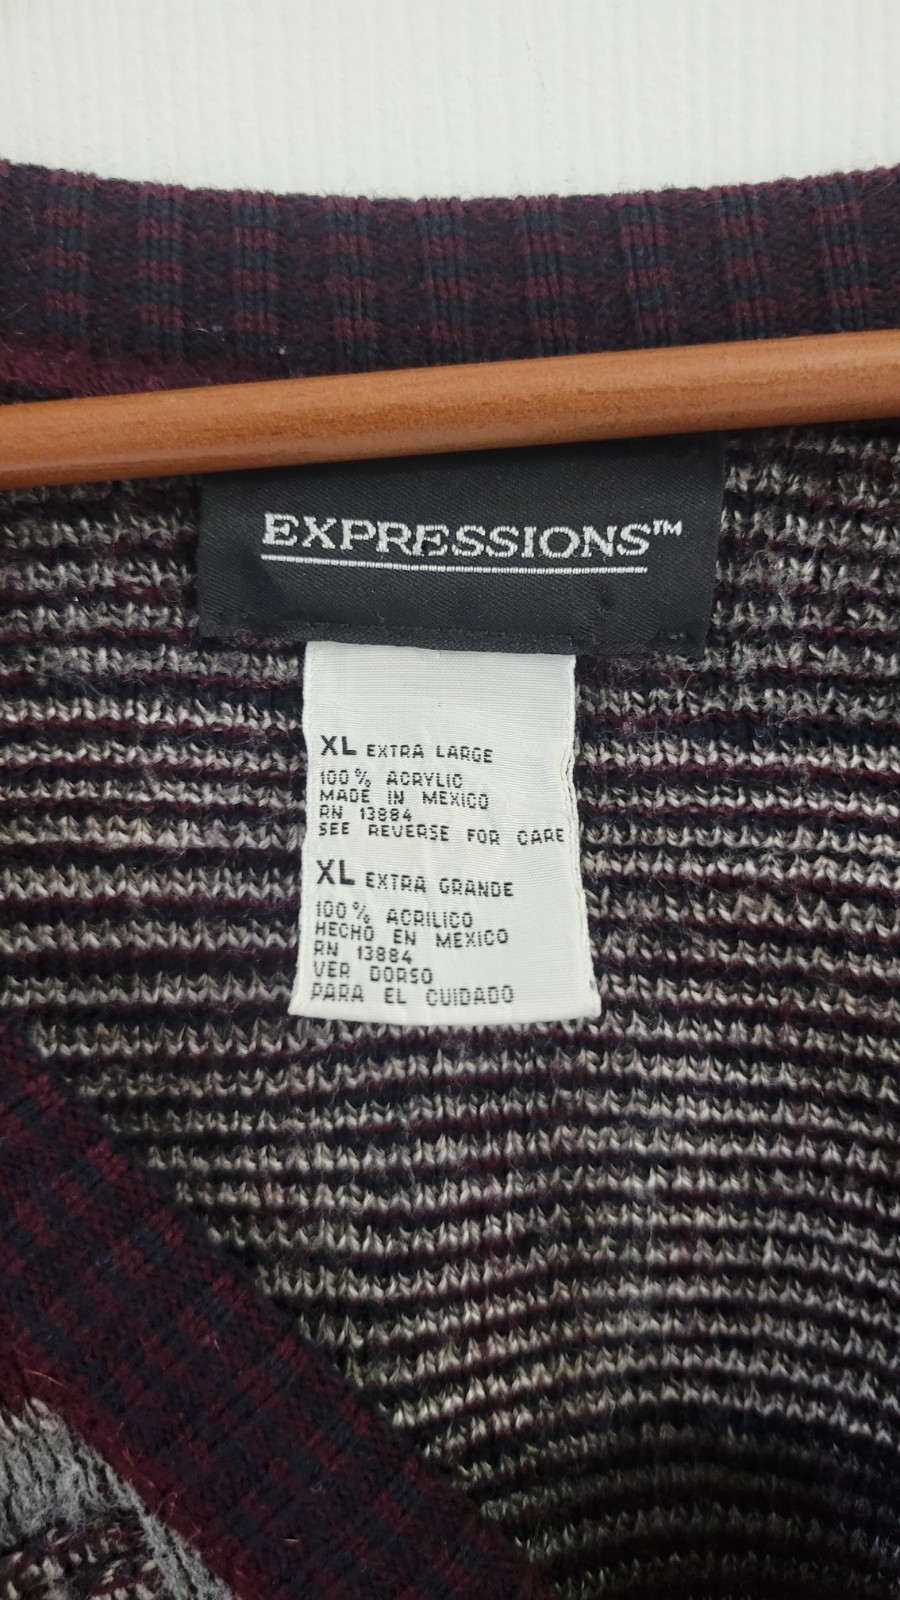 EXPRESSIONS™
XL EXTRA LARGE
100% ACRYLIC
MADE IN MEXICO
RN 13884
SEE REVERSE FOR CARE
XL EXTRA GRANDE
100% ACRILICO
HECHO EN MEXICO
RN 13884
VER DORSO
PARA EL CUIDADO